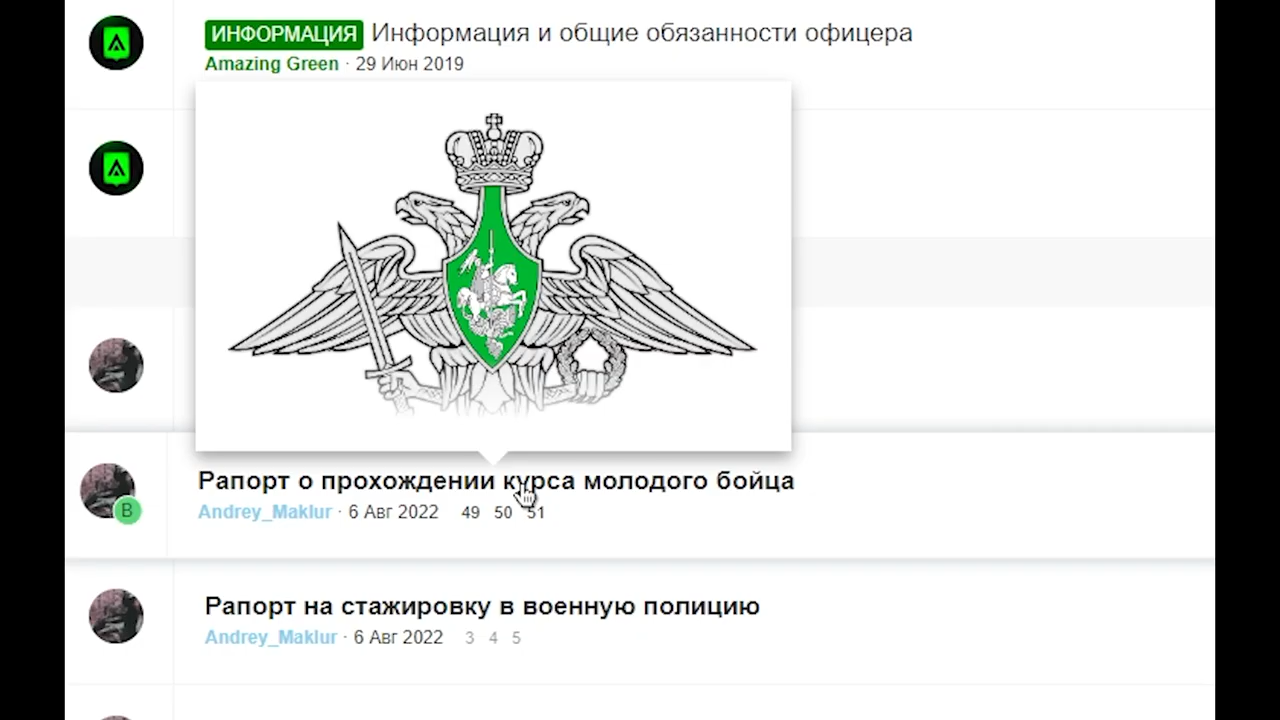 ИНФОРМАЦИЯ Информация и общие обязанности офицера
Amazing Green · 29 Июн 2019
Рапорт о прохождении курса молодого бойца
B
Andrey_Maklur · 6 Авг 2022 49 50 51
Рапорт на стажировку в военную полицию
Andrey_Maklur · 6 Авг 2022 3 4 5